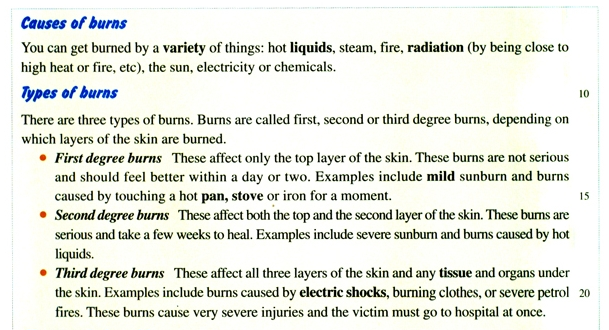 Causes of burns
You can get burned by a variety of things: hot liquids, steam, fire, radiation (by being close to
high heat or fire, etc), the sun, electricity or chemicals.
Types of burns 10
There are three types of burns. Burns are called first, second or third degree burns, depending on
which layers of the skin are burned.
• First degree burns These affect only the top layer of the skin. These burns are not serious
and should feel better within a day or two. Examples include mild sunburn and burns
caused by touching a hot pan, stove or iron for a moment. 15
• Second degree burns These affect both the top and the second layer of the skin. These burns are
serious and take a few weeks to heal. Examples include severe sunburn and burns caused by hot
liquids.
• Third degree burns These affect all three layers of the skin and any tissue and organs under
the skin. Examples include burns caused by electric shocks, burning clothes, or severe petrol 20
fires. These burns cause very severe injuries and the victim must go to hospital at once.